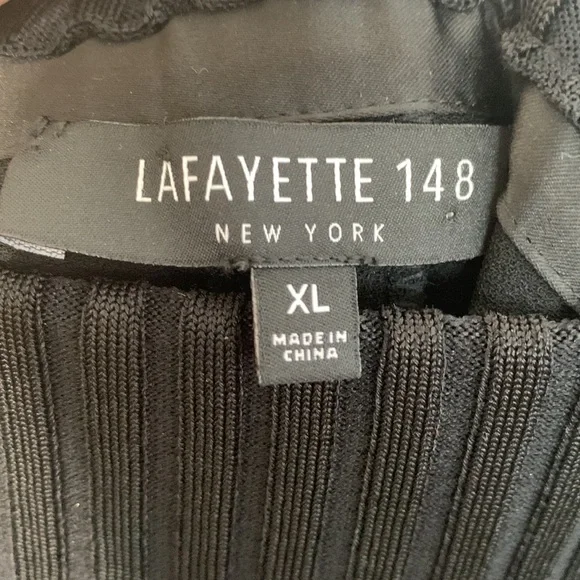 LAFAYETTE 148
NEW YORK
XL
MADE IN
CHINA